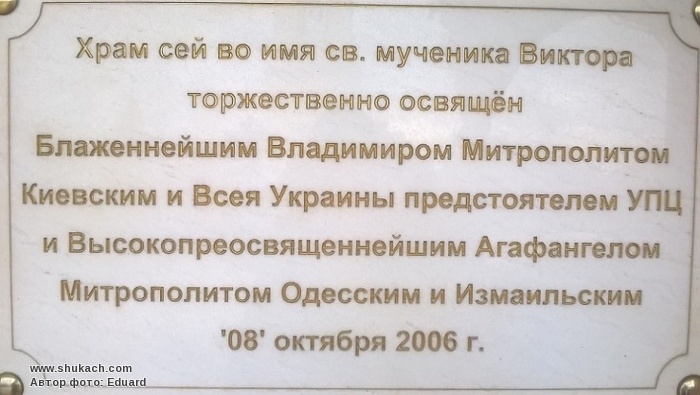 Храм сей во имя св. мученика Виктора
торжественно освящён
Блаженнейшим Владимиром Митрополитом
Киевским и Всея Украины предстоятелем УПЦ
и Высокопреосвященнейшим Агафангелом
Митрополитом Одесским и Измаильским
'08' октября 2006 г.
www.shukach.com
Автор фото: Eduard